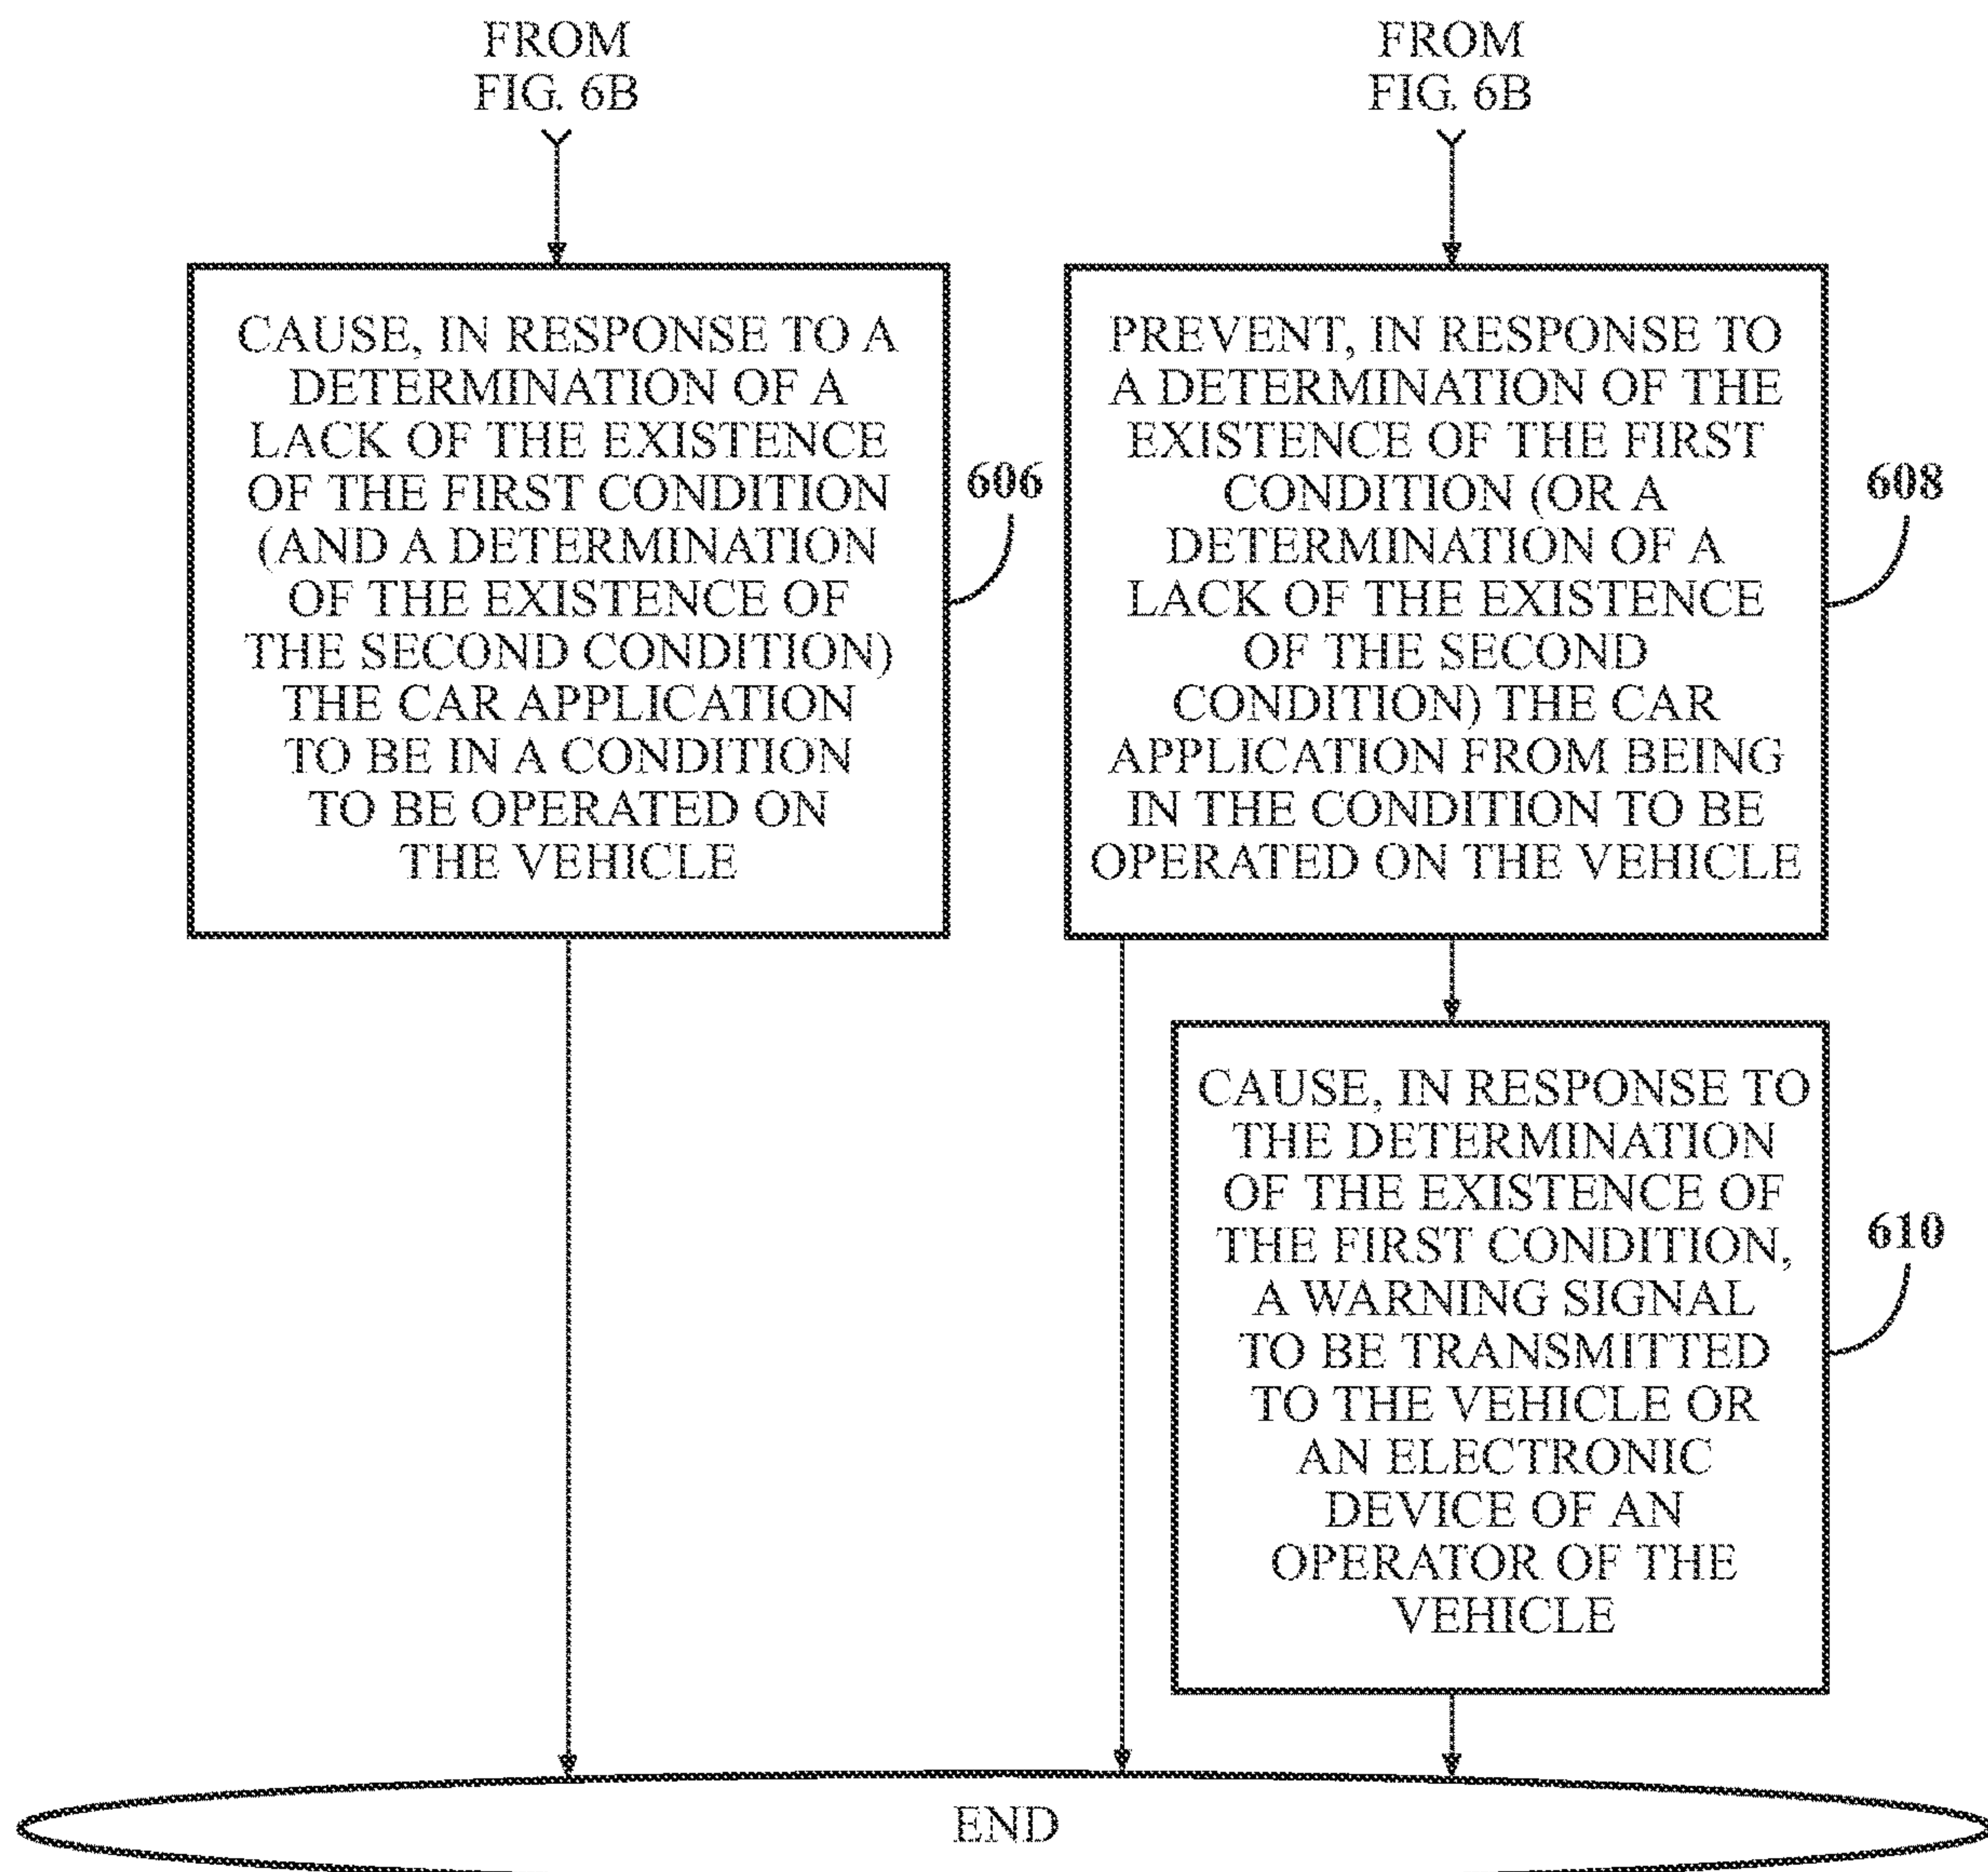 FROM
FIG. 6B
FROM
FIG. 6B
CAUSE, IN RESPONSE TO A
DETERMINATION OF A
LACK OF THE EXISTENCE
OF THE FIRST CONDITION
(AND A DETERMINATION
OF THE EXISTENCE OF
THE SECOND CONDITION)
THE CAR APPLICATION
TO BE IN A CONDITION
TO BE OPERATED ON
THE VEHICLE
606
PREVENT, IN RESPONSE TO
A DETERMINATION OF THE
EXISTENCE OF THE FIRST
CONDITION (OR A
DETERMINATION OF A
LACK OF THE EXISTENCE
OF THE SECOND
CONDITION) THE CAR
APPLICATION FROM BEING
IN THE CONDITION TO BE
OPERATED ON THE VEHICLE
608
CAUSE, IN RESPONSE TO
THE DETERMINATION
OF THE EXISTENCE OF
THE FIRST CONDITION,
A WARNING SIGNAL
TO BE TRANSMITTED
TO THE VEHICLE OR
AN ELECTRONIC
DEVICE OF AN
OPERATOR OF THE
VEHICLE
610
END